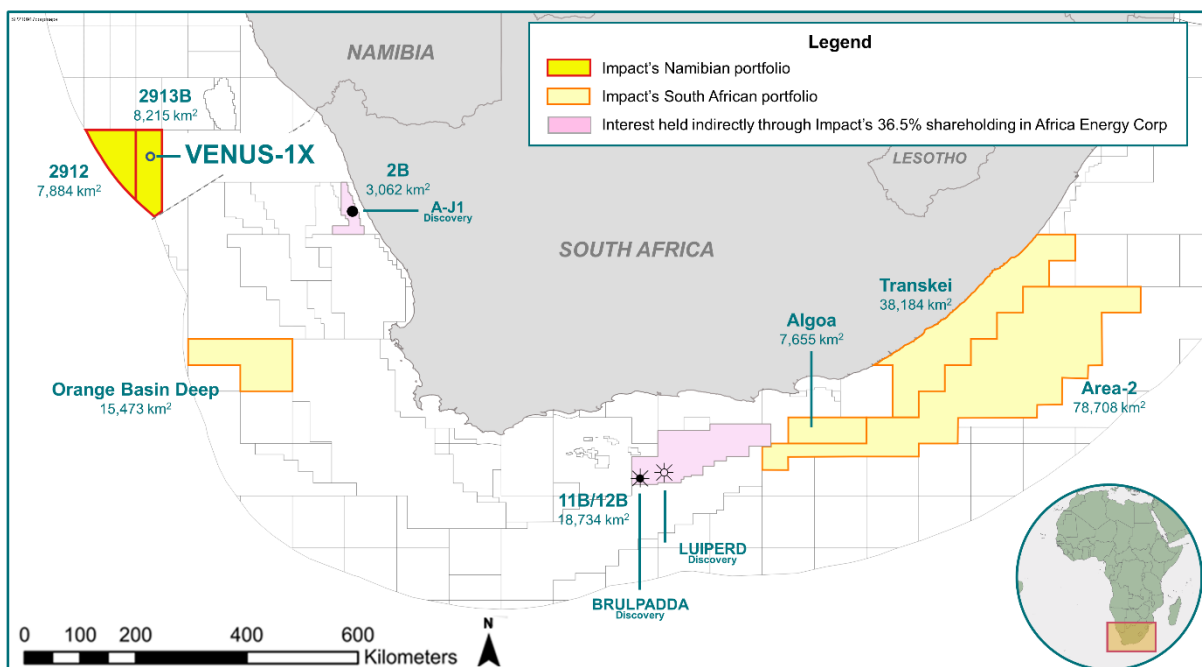 NAMIBIA
Legend
Impact's Namibian portfolio
Impact's South African portfolio
Interest held indirectly through Impact's 36.5% shareholding in Africa Energy Corp
2913B
8,215 km²
VENUS-1X
2912
7,884 km²
2B
3,062 km²
A-J1
Discovery
LESOTHO
SOUTH AFRICA
Transkei
38,184 km²
Algoa
7,655 km²
Orange Basin Deep
15,473 km²
Area-2
78,708 km²
11B/12B
18,734 km²
LUIPERD
Discovery
BRULPADDA
Discovery
0 100 200 400 600
Kilometers
N